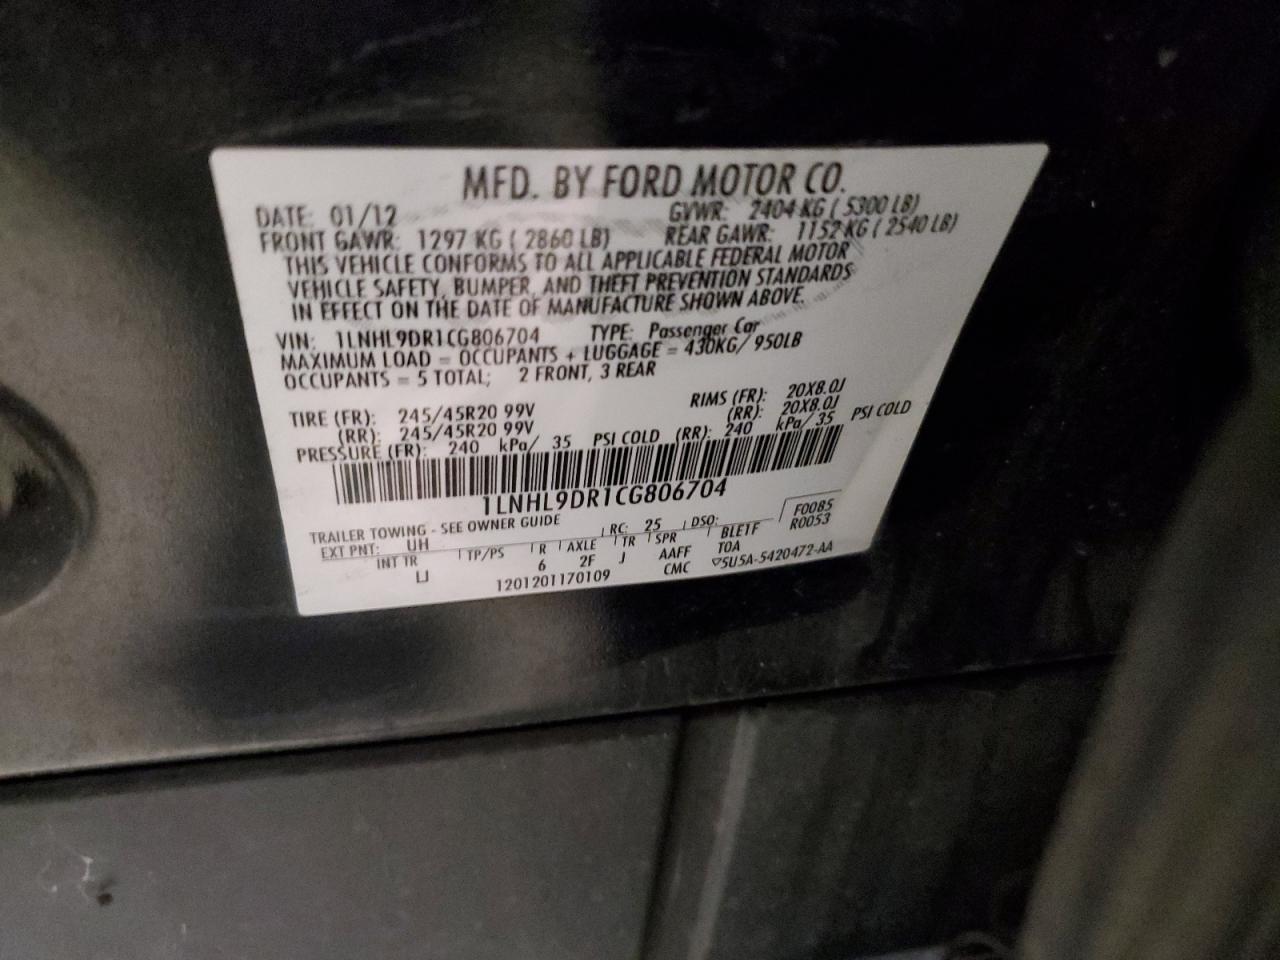 MFD. BY FORD MOTOR CO.
DATE: 01/12 GVWR: 2404 KG ( 5300 LB)
FRONT GAWR: 1297 KG ( 2860 LB) REAR GAWR: 1152 KG ( 2540 LB)
THIS VEHICLE CONFORMS TO ALL APPLICABLE FEDERAL MOTOR
VEHICLE SAFETY, BUMPER, AND THEFT PREVENTION STANDARDS
IN EFFECT ON THE DATE OF MANUFACTURE SHOWN ABOVE.
VIN: 1LNHL9DR1CG806704 TYPE: Passenger Car
MAXIMUM LOAD = OCCUPANTS + LUGGAGE = 430KG/ 950LB
OCCUPANTS = 5 TOTAL; 2 FRONT, 3 REAR
TIRE (FR): 245/45R20 99V RIMS (FR): 20X8.0J
(RR): 245/45R20 99V (RR): 20X8.0J
PRESSURE (FR): 240 kPa/ 35 PSI COLD (RR): 240 kPa/ 35 PSI COLD
1LNHL9DR1CG806704
TRAILER TOWING - SEE OWNER GUIDE F0085
EXT PNT: UH RC: 25 DSO: R0053
INT TR TP/PS R AXLE TR SPR BLETF
LJ 6 2F J AAFF TOA
1201201170109 CMC ▽5U5A-5420472-AA